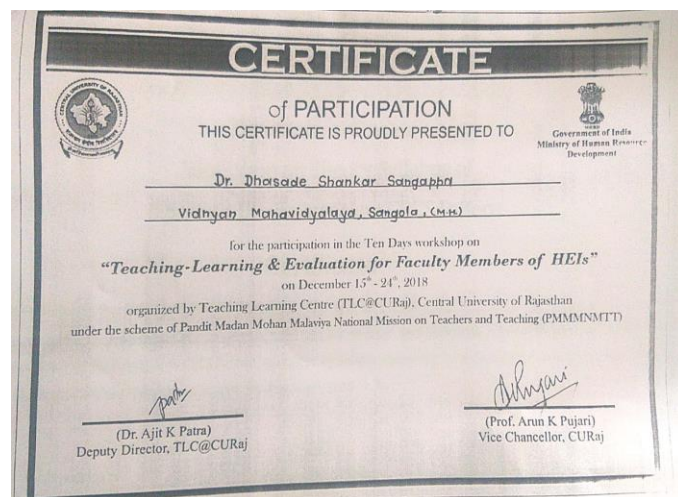 CERTIFICATE
of PARTICIPATION
THIS CERTIFICATE IS PROUDLY PRESENTED TO
CENTRAL UNIVERSITY OF RAJASTHAN
Government of India
Ministry of Human Resource
Development
Dr. Dhasade Shankar Sangappa
Vidnyan Mahavidyalaya, Sangola, (M.H)
for the participation in the Ten Days workshop on
"Teaching-Learning & Evaluation for Faculty Members of HEIs"
on December 15th - 24th, 2018
organized by Teaching Learning Centre (TLC@CURaj), Central University of Rajasthan
under the scheme of Pandit Madan Mohan Malaviya National Mission on Teachers and Teaching (PMMMNMTT)
(Dr. Ajit K Patra)
Deputy Director, TLC@CURaj
(Prof. Arun K Pujari)
Vice Chancellor, CURaj